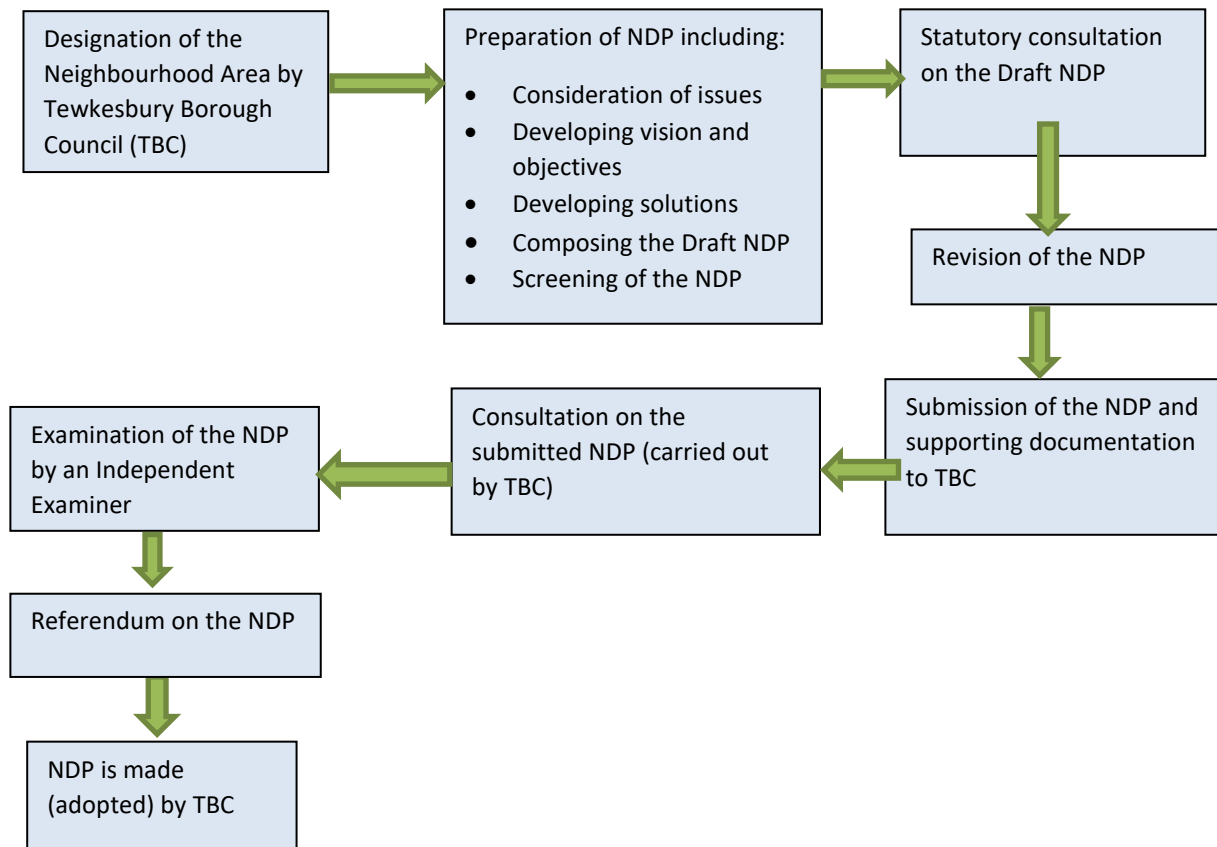 Designation of the
Neighbourhood Area by
Tewkesbury Borough
Council (TBC)
Preparation of NDP including:
• Consideration of issues
• Developing vision and
objectives
• Developing solutions
• Composing the Draft NDP
• Screening of the NDP
Statutory consultation
on the Draft NDP
Revision of the NDP
Submission of the NDP and
supporting documentation
to TBC
Consultation on the
submitted NDP (carried out
by TBC)
Examination of the NDP
by an Independent
Examiner
Referendum on the NDP
NDP is made
(adopted) by TBC